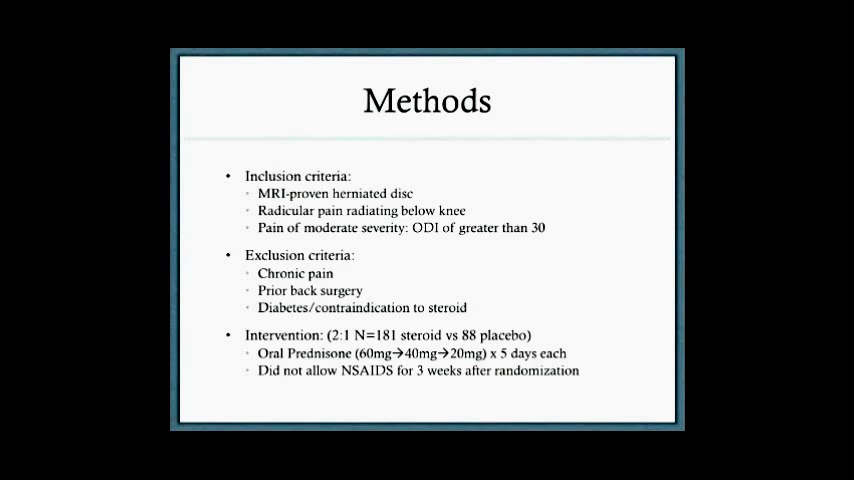 Methods
• Inclusion criteria:
• MRI-proven herniated disc
• Radicular pain radiating below knee
• Pain of moderate severity: ODI of greater than 30
• Exclusion criteria:
• Chronic pain
• Prior back surgery
• Diabetes/contraindication to steroid
• Intervention: (2:1 N=181 steroid vs 88 placebo)
• Oral Prednisone (60mg→40mg→20mg) x 5 days each
• Did not allow NSAIDS for 3 weeks after randomization